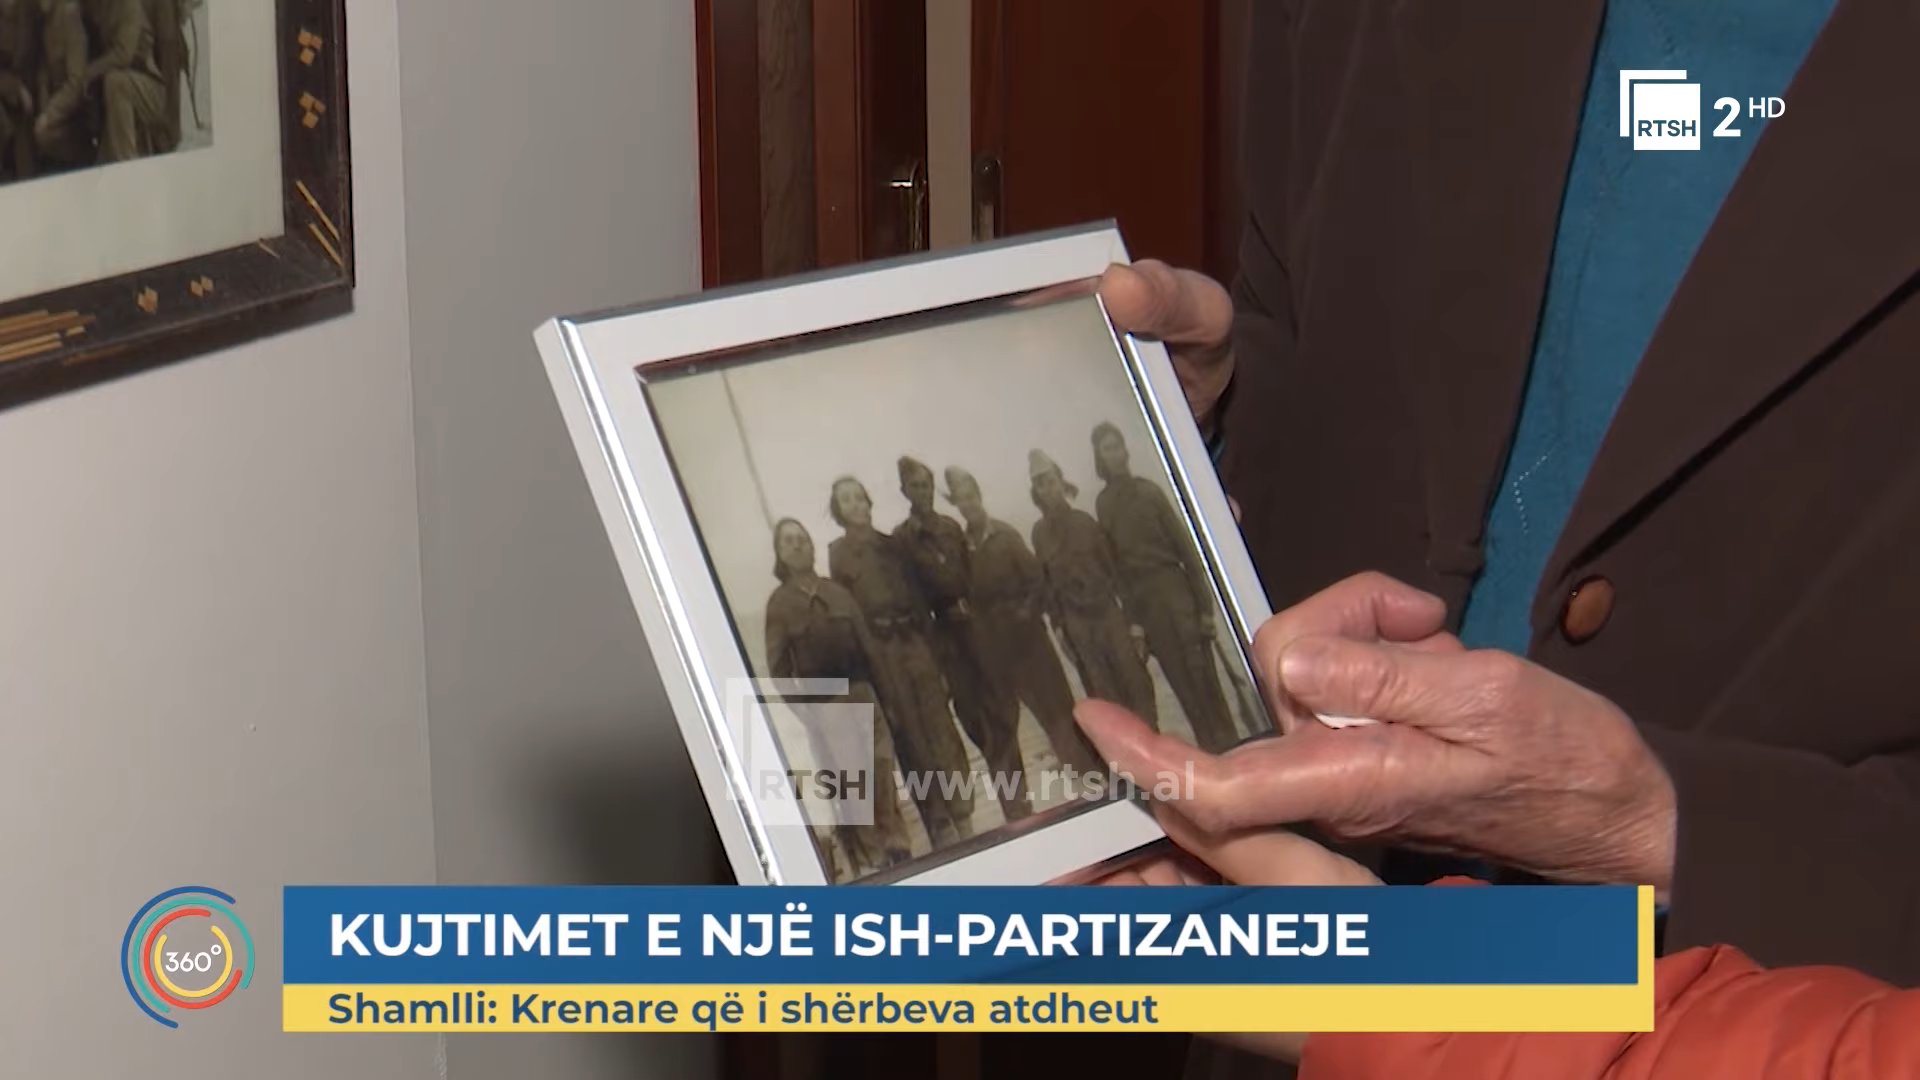 RTSH 2 HD
RTSH www.rtsh.al
360°
KUJTIMET E NJË ISH-PARTIZANEJE
Shamlli: Krenare që i shërbeva atdheut